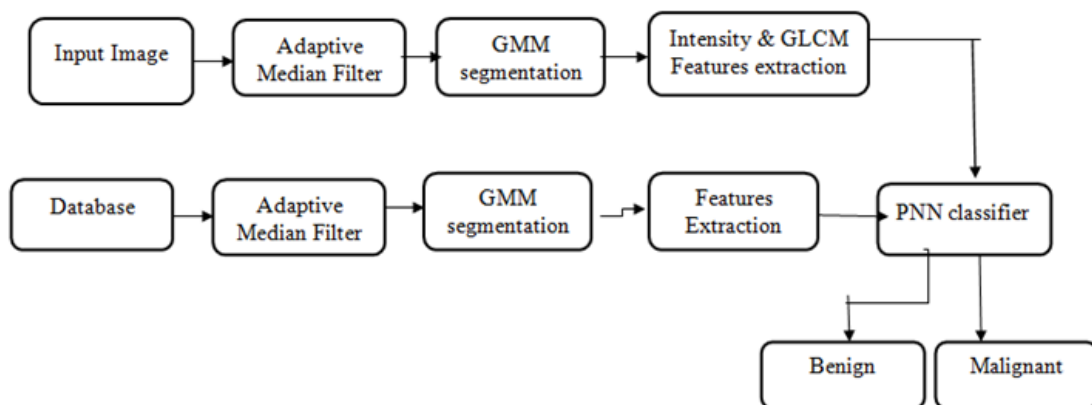 Input Image
Adaptive
Median Filter
GMM
segmentation
Intensity & GLCM
Features extraction
Database
Adaptive
Median Filter
GMM
segmentation
Features
Extraction
PNN classifier
Benign
Malignant